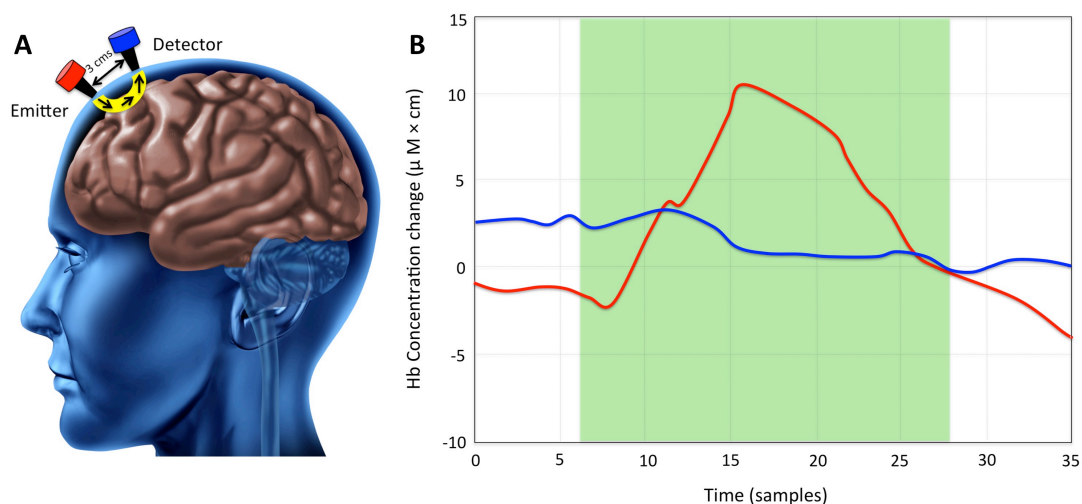 A
Detector
3 cms
Emitter
B
Hb Concentration change (μ M × cm)
15
10
5
0
-5
-10
0 5 10 15 20 25 30 35
Time (samples)